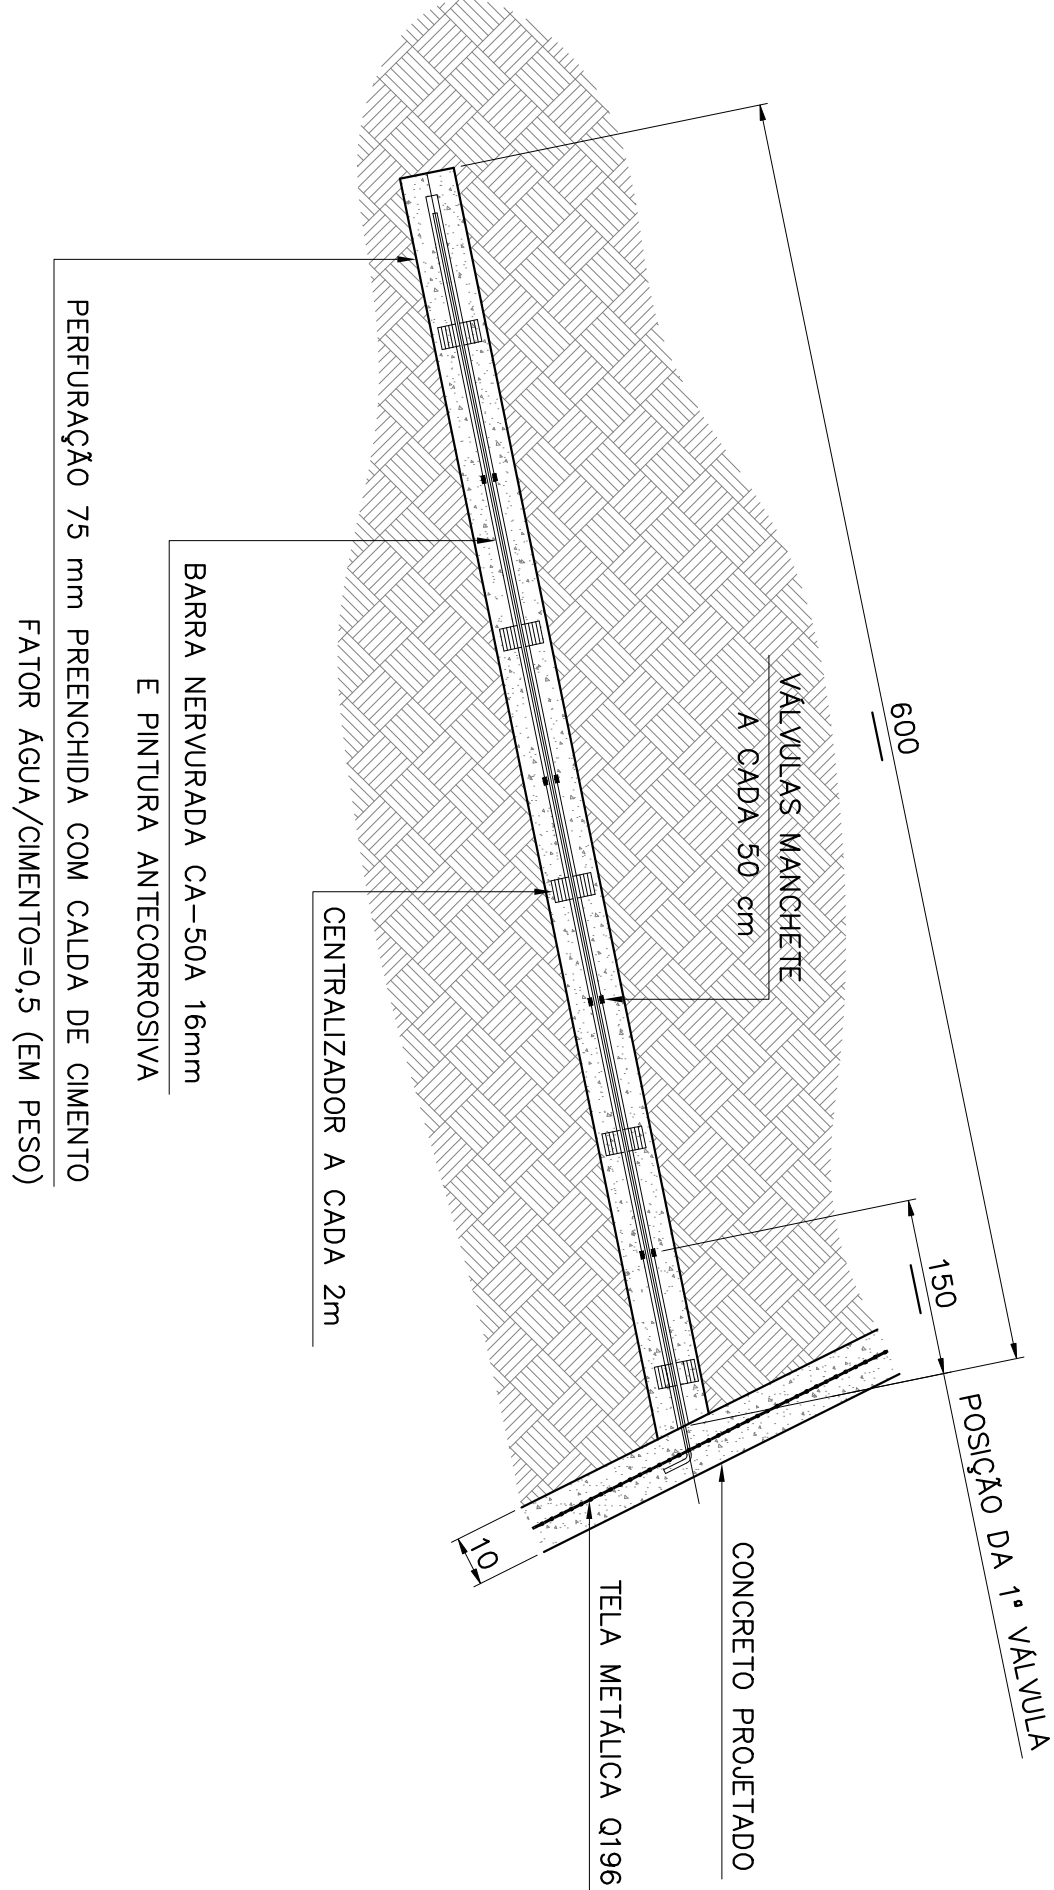 600
150
POSIÇÃO DA 1ª VÁLVULA
VÁLVULAS MANCHETE
A CADA 50 cm
CONCRETO PROJETADO
TELA METÁLICA Q196
10
CENTRALIZADOR A CADA 2m
BARRA NERVURADA CA-50A 16mm
E PINTURA ANTECORROSIVA
PERFURAÇÃO 75 mm PREENCHIDA COM CALDA DE CIMENTO
FATOR ÁGUA/CIMENTO=0,5 (EM PESO)